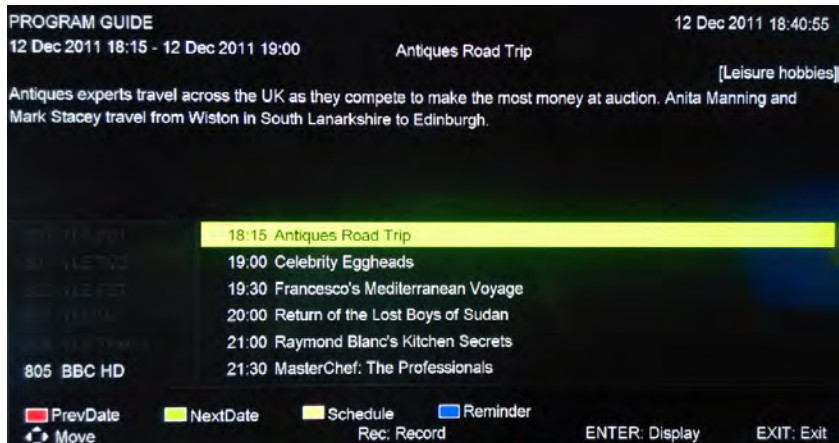 PROGRAM GUIDE
12 Dec 2011 18:40:55
12 Dec 2011 18:15 - 12 Dec 2011 19:00
Antiques Road Trip
[Leisure hobbies]
Antiques experts travel across the UK as they compete to make the most money at auction. Anita Manning and
Mark Stacey travel from Wiston in South Lanarkshire to Edinburgh.
18:15 Antiques Road Trip
19:00 Celebrity Eggheads
19:30 Francesco's Mediterranean Voyage
20:00 Return of the Lost Boys of Sudan
21:00 Raymond Blanc's Kitchen Secrets
805 BBC HD
21:30 MasterChef: The Professionals
PrevDate
NextDate
Schedule
Reminder
Move
Rec: Record
ENTER: Display
EXIT: Exit